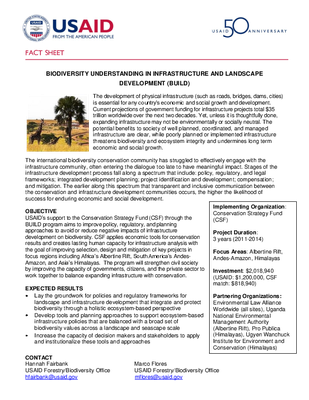 USAID
FROM THE AMERICAN PEOPLE
USAID 50 ANNIVERSARY
FACT SHEET
BIODIVERSITY UNDERSTANDING IN INFRASTRUCTURE AND LANDSCAPE
DEVELOPMENT (BUILD)
The development of physical infrastructure (such as roads, bridges, dams, cities)
is essential for any country's economic and social growth and development.
Current projections of government funding for infrastructure projects total $35
trillion worldwide over the next two decades. Yet, unless it is thoughtfully done,
expanding infrastructure may not be environmentally or socially neutral. The
potential benefits to society of well planned, coordinated, and managed
infrastructure are clear, while poorly planned or implemented infrastructure
threatens biodiversity and ecosystem integrity and undermines long term
economic and social growth.
The international biodiversity conservation community has struggled to effectively engage with the
infrastructure community, often entering the dialogue too late to have meaningful impact. Stages of the
infrastructure development process fall along a spectrum that include: policy, regulatory, and legal
frameworks; integrated development planning; project identification and development; compensation;
and mitigation. The earlier along this spectrum that transparent and inclusive communication between
the conservation and infrastructure development communities occurs, the higher the likelihood of
success for enduring economic and social development.
OBJECTIVE
USAID's support to the Conservation Strategy Fund (CSF) through the
BUILD program aims to improve policy, regulatory, and planning
approaches to avoid or reduce negative impacts of infrastructure
development on biodiversity. CSF applies economic tools for conservation
results and creates lasting human capacity for infrastructure analysis with
the goal of improving selection, design and mitigation of key projects in
focus regions including Africa's Albertine Rift, South America's Andes-
Amazon, and Asia's Himalayas. The program will strengthen civil society
by improving the capacity of governments, citizens, and the private sector to
work together to balance expanding infrastructure with conservation.
EXPECTED RESULTS
• Lay the groundwork for policies and regulatory frameworks for
landscape and infrastructure development that integrate and protect
biodiversity through a holistic ecosystem-based perspective
• Develop tools and planning approaches to support ecosystem-based
infrastructure policies that are balanced with a broad set of
biodiversity values across a landscape and seascape scale
• Increase the capacity of decision makers and stakeholders to apply
and institutionalize these tools and approaches
Implementing Organization:
Conservation Strategy Fund
(CSF)
Project Duration:
3 years (2011-2014)
Focus Areas: Albertine Rift,
Andes-Amazon, Himalayas
Investment: $2,018,940
(USAID: $1,200,000, CSF
match: $818,940)
Partnering Organizations:
Environmental Law Alliance
Worldwide (all sites), Uganda
National Environmental
Management Authority
(Albertine Rift), Pro Publica
(Himalaya), Ugyen Wanchuck
Institute for Environment and
Conservation (Himalayas)
CONTACT
Hannah Fairbank
USAID Forestry/Biodiversity Office
hfairbank@usaid.gov
Marco Flores
USAID Forestry/Biodiversity Office
mflores@usaid.gov